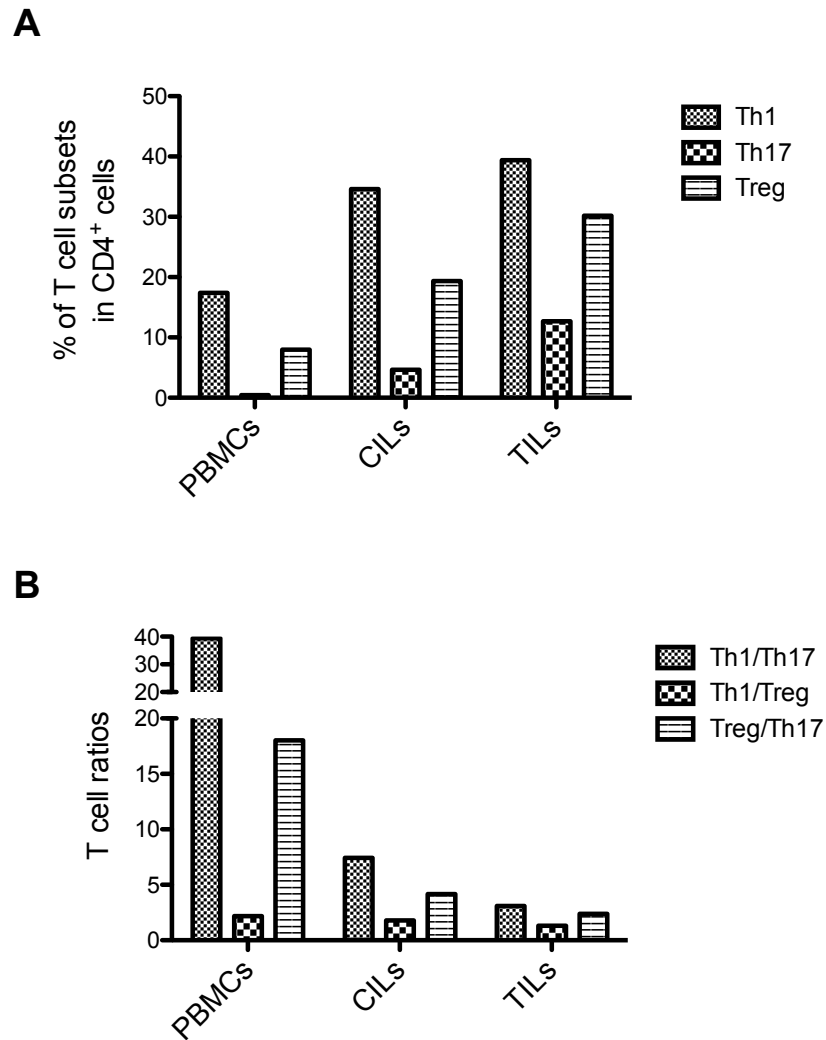 A
% of T cell subsets
in CD4⁺ cells
50
40
30
20
10
0
PBMCs
CILs
TILs
Th1
Th17
Treg
B
T cell ratios
40
30
20
20
15
10
5
0
PBMCs
CILs
TILs
Th1/Th17
Th1/Treg
Treg/Th17